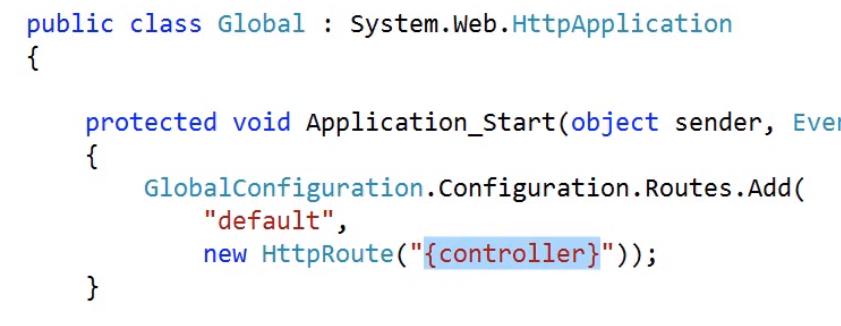 public class Global : System.Web.HttpApplication
{
protected void Application_Start(object sender, Even
{
GlobalConfiguration.Configuration.Routes.Add(
"default",
new HttpRoute("{controller}"));
}